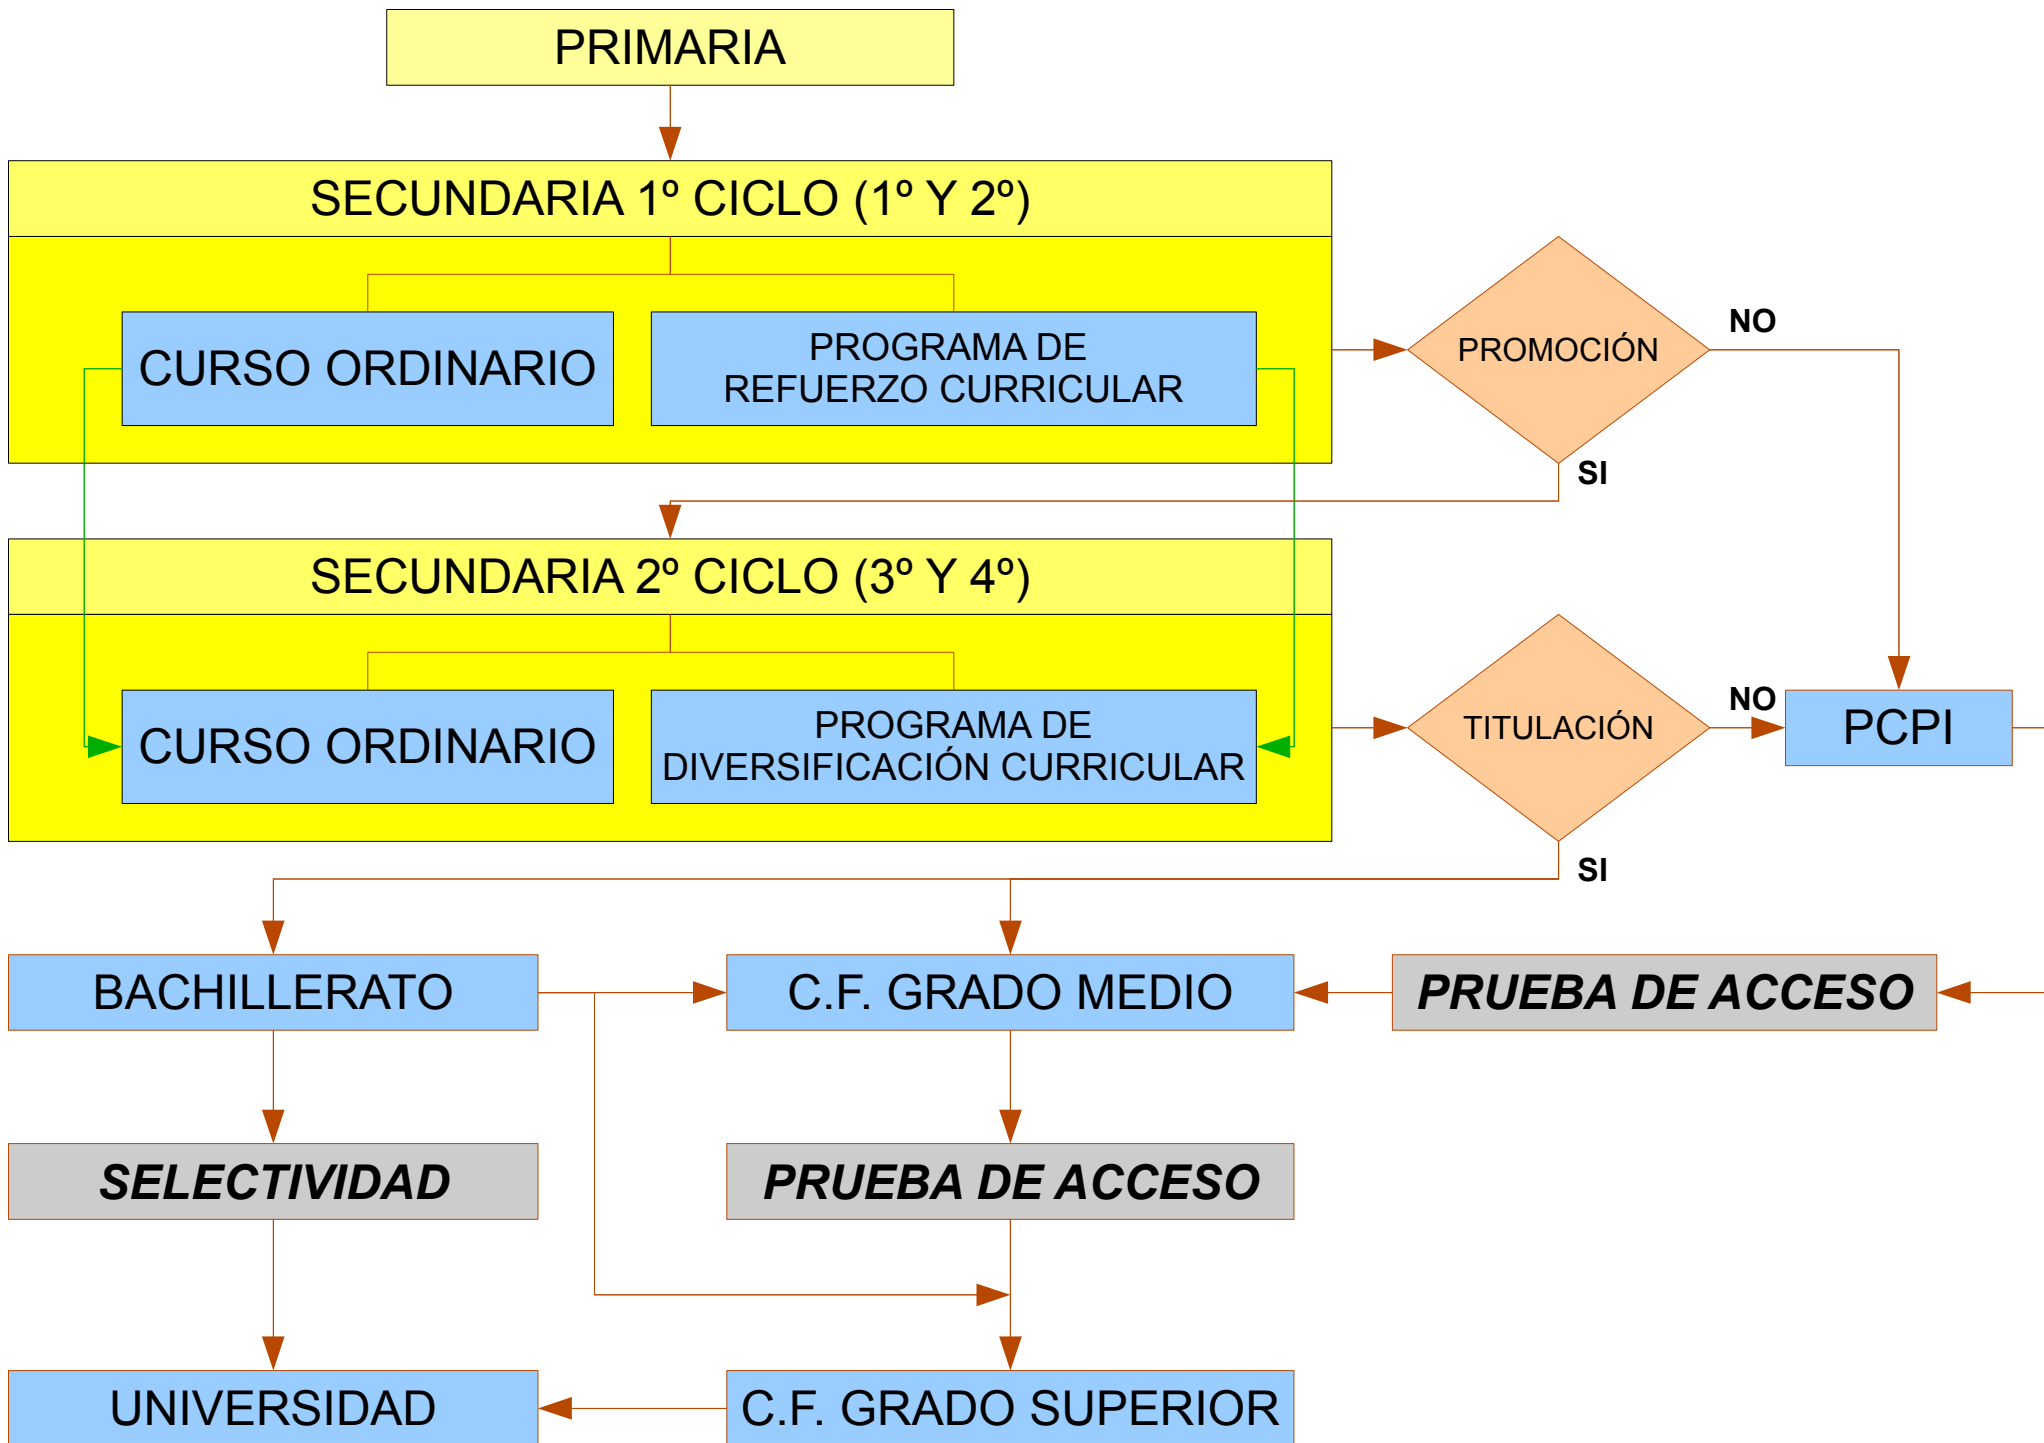 PRIMARIA
SECUNDARIA 1º CICLO (1º Y 2º)
CURSO ORDINARIO
PROGRAMA DE
REFUERZO CURRICULAR
PROMOCIÓN
NO
SI
SECUNDARIA 2º CICLO (3º Y 4º)
CURSO ORDINARIO
PROGRAMA DE
DIVERSIFICACIÓN CURRICULAR
TITULACIÓN
NO
PCPI
SI
BACHILLERATO
C.F. GRADO MEDIO
PRUEBA DE ACCESO
SELECTIVIDAD
PRUEBA DE ACCESO
UNIVERSIDAD
C.F. GRADO SUPERIOR